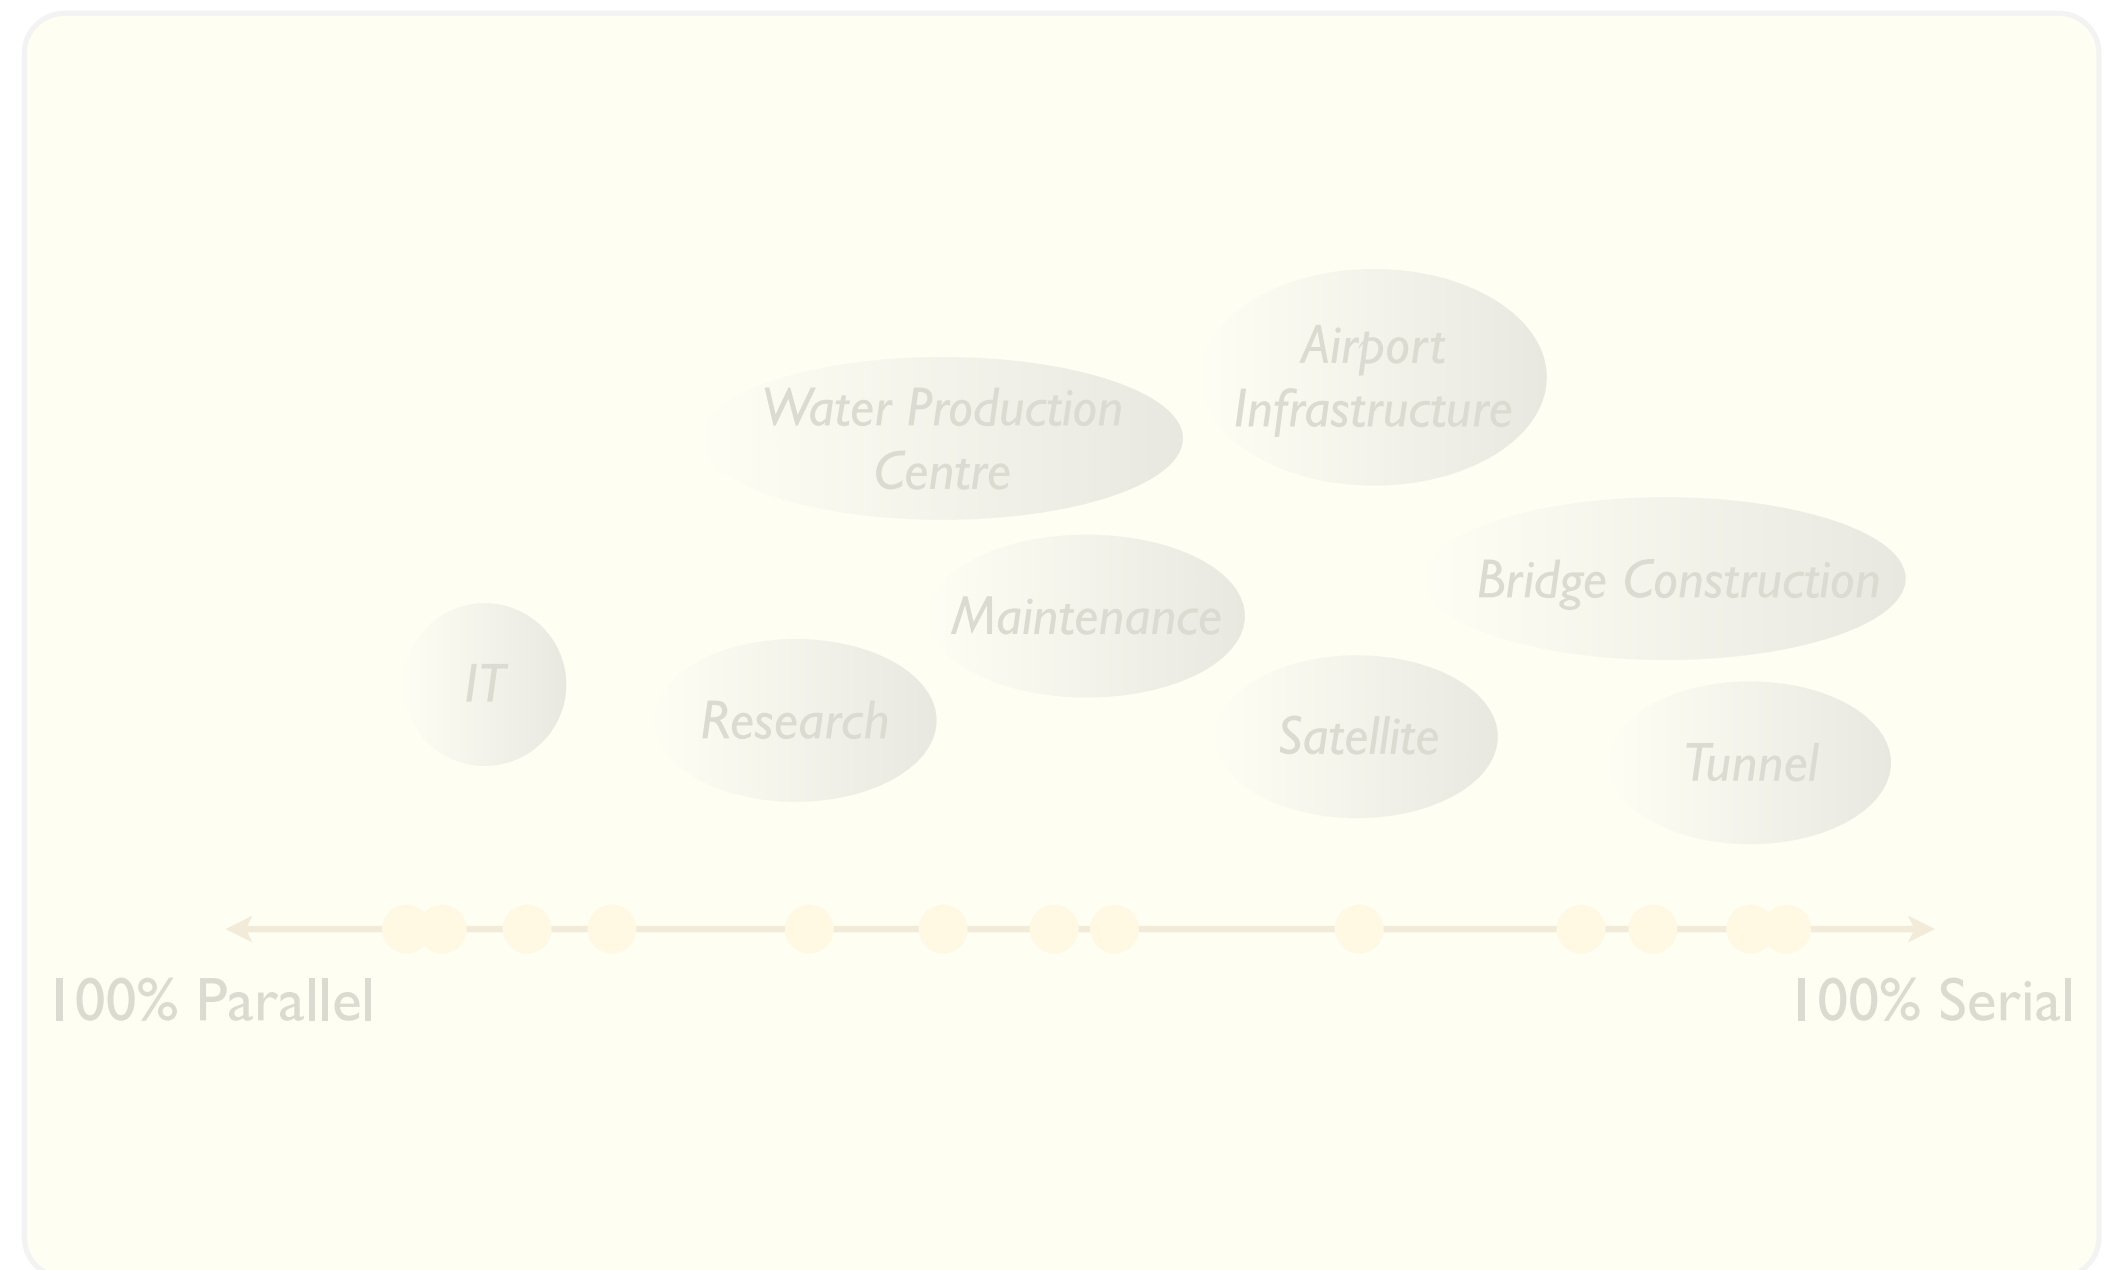 Airport
Infrastructure
Water Production
Centre
Bridge Construction
Maintenance
IT
Research
Satellite
Tunnel
100% Parallel
100% Serial